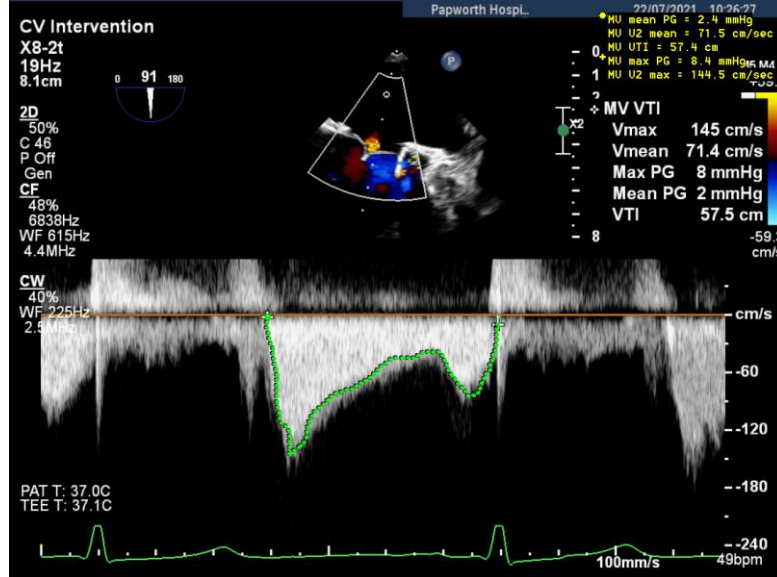 Papworth Hospi..
22/07/2021 10:26:27
CV Intervention
X8-2t
19Hz
8.1cm
0 91 180
2D
50%
C 46
P Off
Gen
CF
48%
6838Hz
WF 615Hz
4.4MHz
P
0
1
2
X2
8
MV mean PG = 2.4 mmHg
MV V2 mean = 71.5 cm/sec
MV VTI = 57.4 cm
MV max PG = 8.4 mmHg
MV V2 max = 144.5 cm/sec
M4
MV VTI
Vmax 145 cm/s
Vmean 71.4 cm/s
Max PG 8 mmHg
Mean PG 2 mmHg
VTI 57.5 cm
-59.
cm/s
CW
40%
WF 225Hz
2.5MHz
cm/s
-60
-120
-180
-240
PAT T: 37.0C
TEE T: 37.1C
100mm/s
49bpm